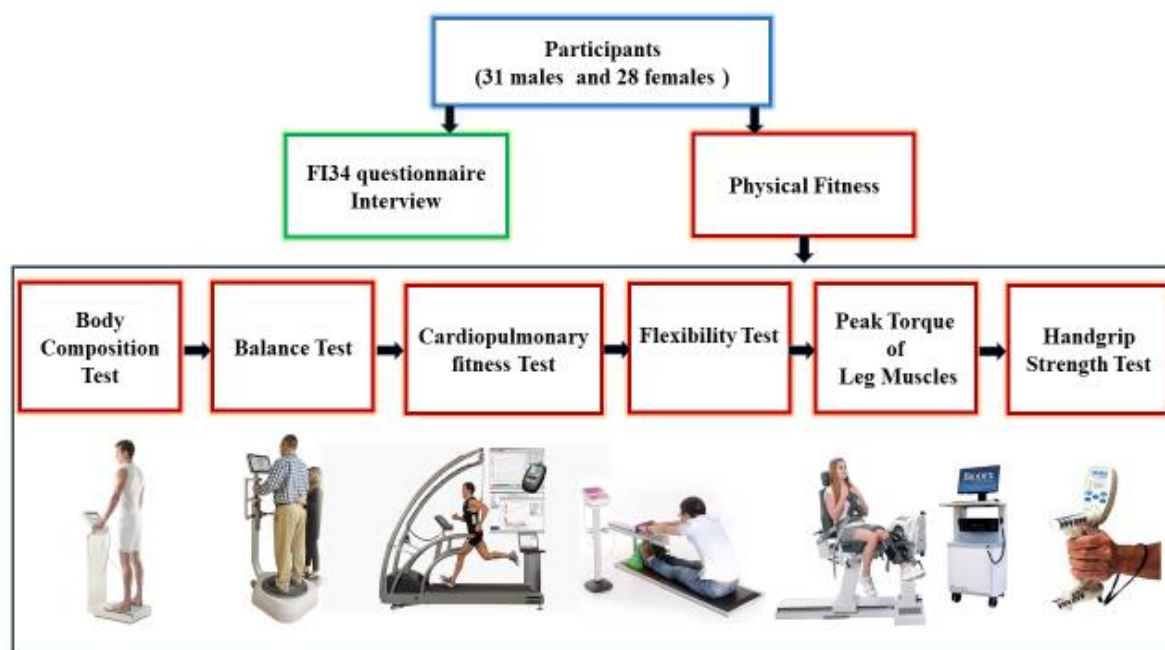 Participants
(31 males and 28 females )
FI34 questionnaire
Interview
Physical Fitness
Body
Composition
Test
Balance Test
Cardiopulmonary
fitness Test
Flexibility Test
Peak Torque
of
Leg Muscles
Handgrip
Strength Test
BIODEX